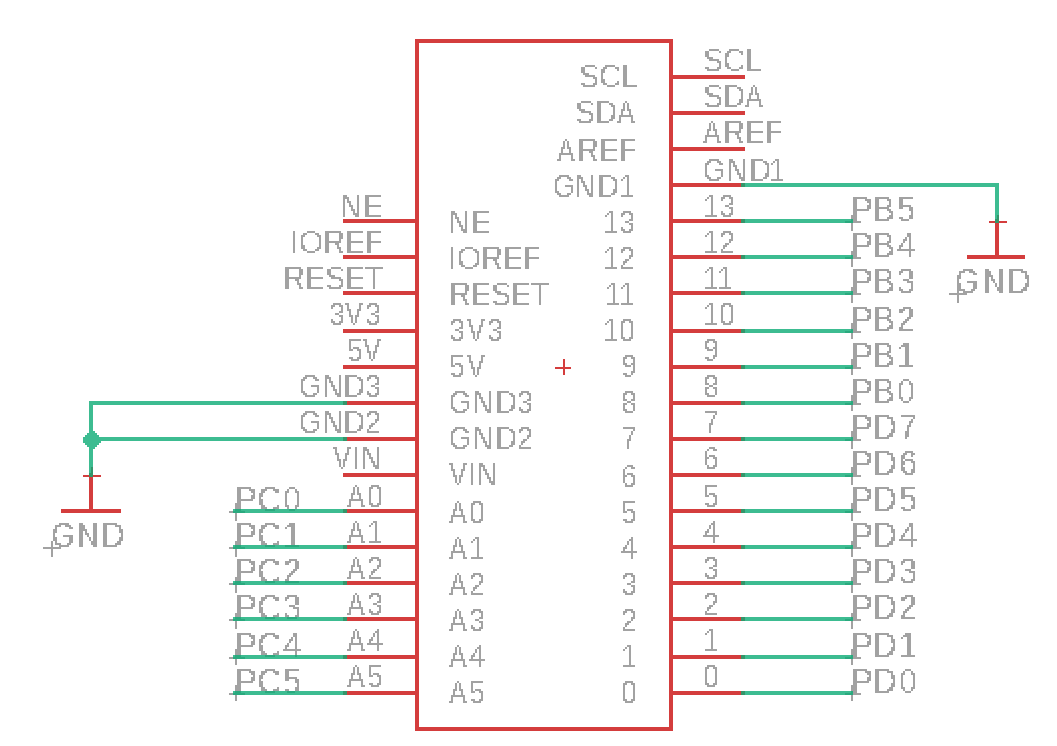 SCL SCL
SDA SDA
AREF AREF
GND1 GND1
NE NE 13 13 PB5
IOREF IOREF 12 12 PB4
RESET RESET 11 11 PB3 GND
3V3 3V3 10 10 PB2
5V 5V 9 9 PB1
GND3 GND3 8 8 PB0
GND2 GND2 7 7 PD7
VIN VIN 6 6 PD6
PC0 A0 A0 5 5 PD5
GND
PC1 A1 A1 4 4 PD4
PC2 A2 A2 3 3 PD3
PC3 A3 A3 2 2 PD2
PC4 A4 A4 1 1 PD1
PC5 A5 A5 0 0 PD0